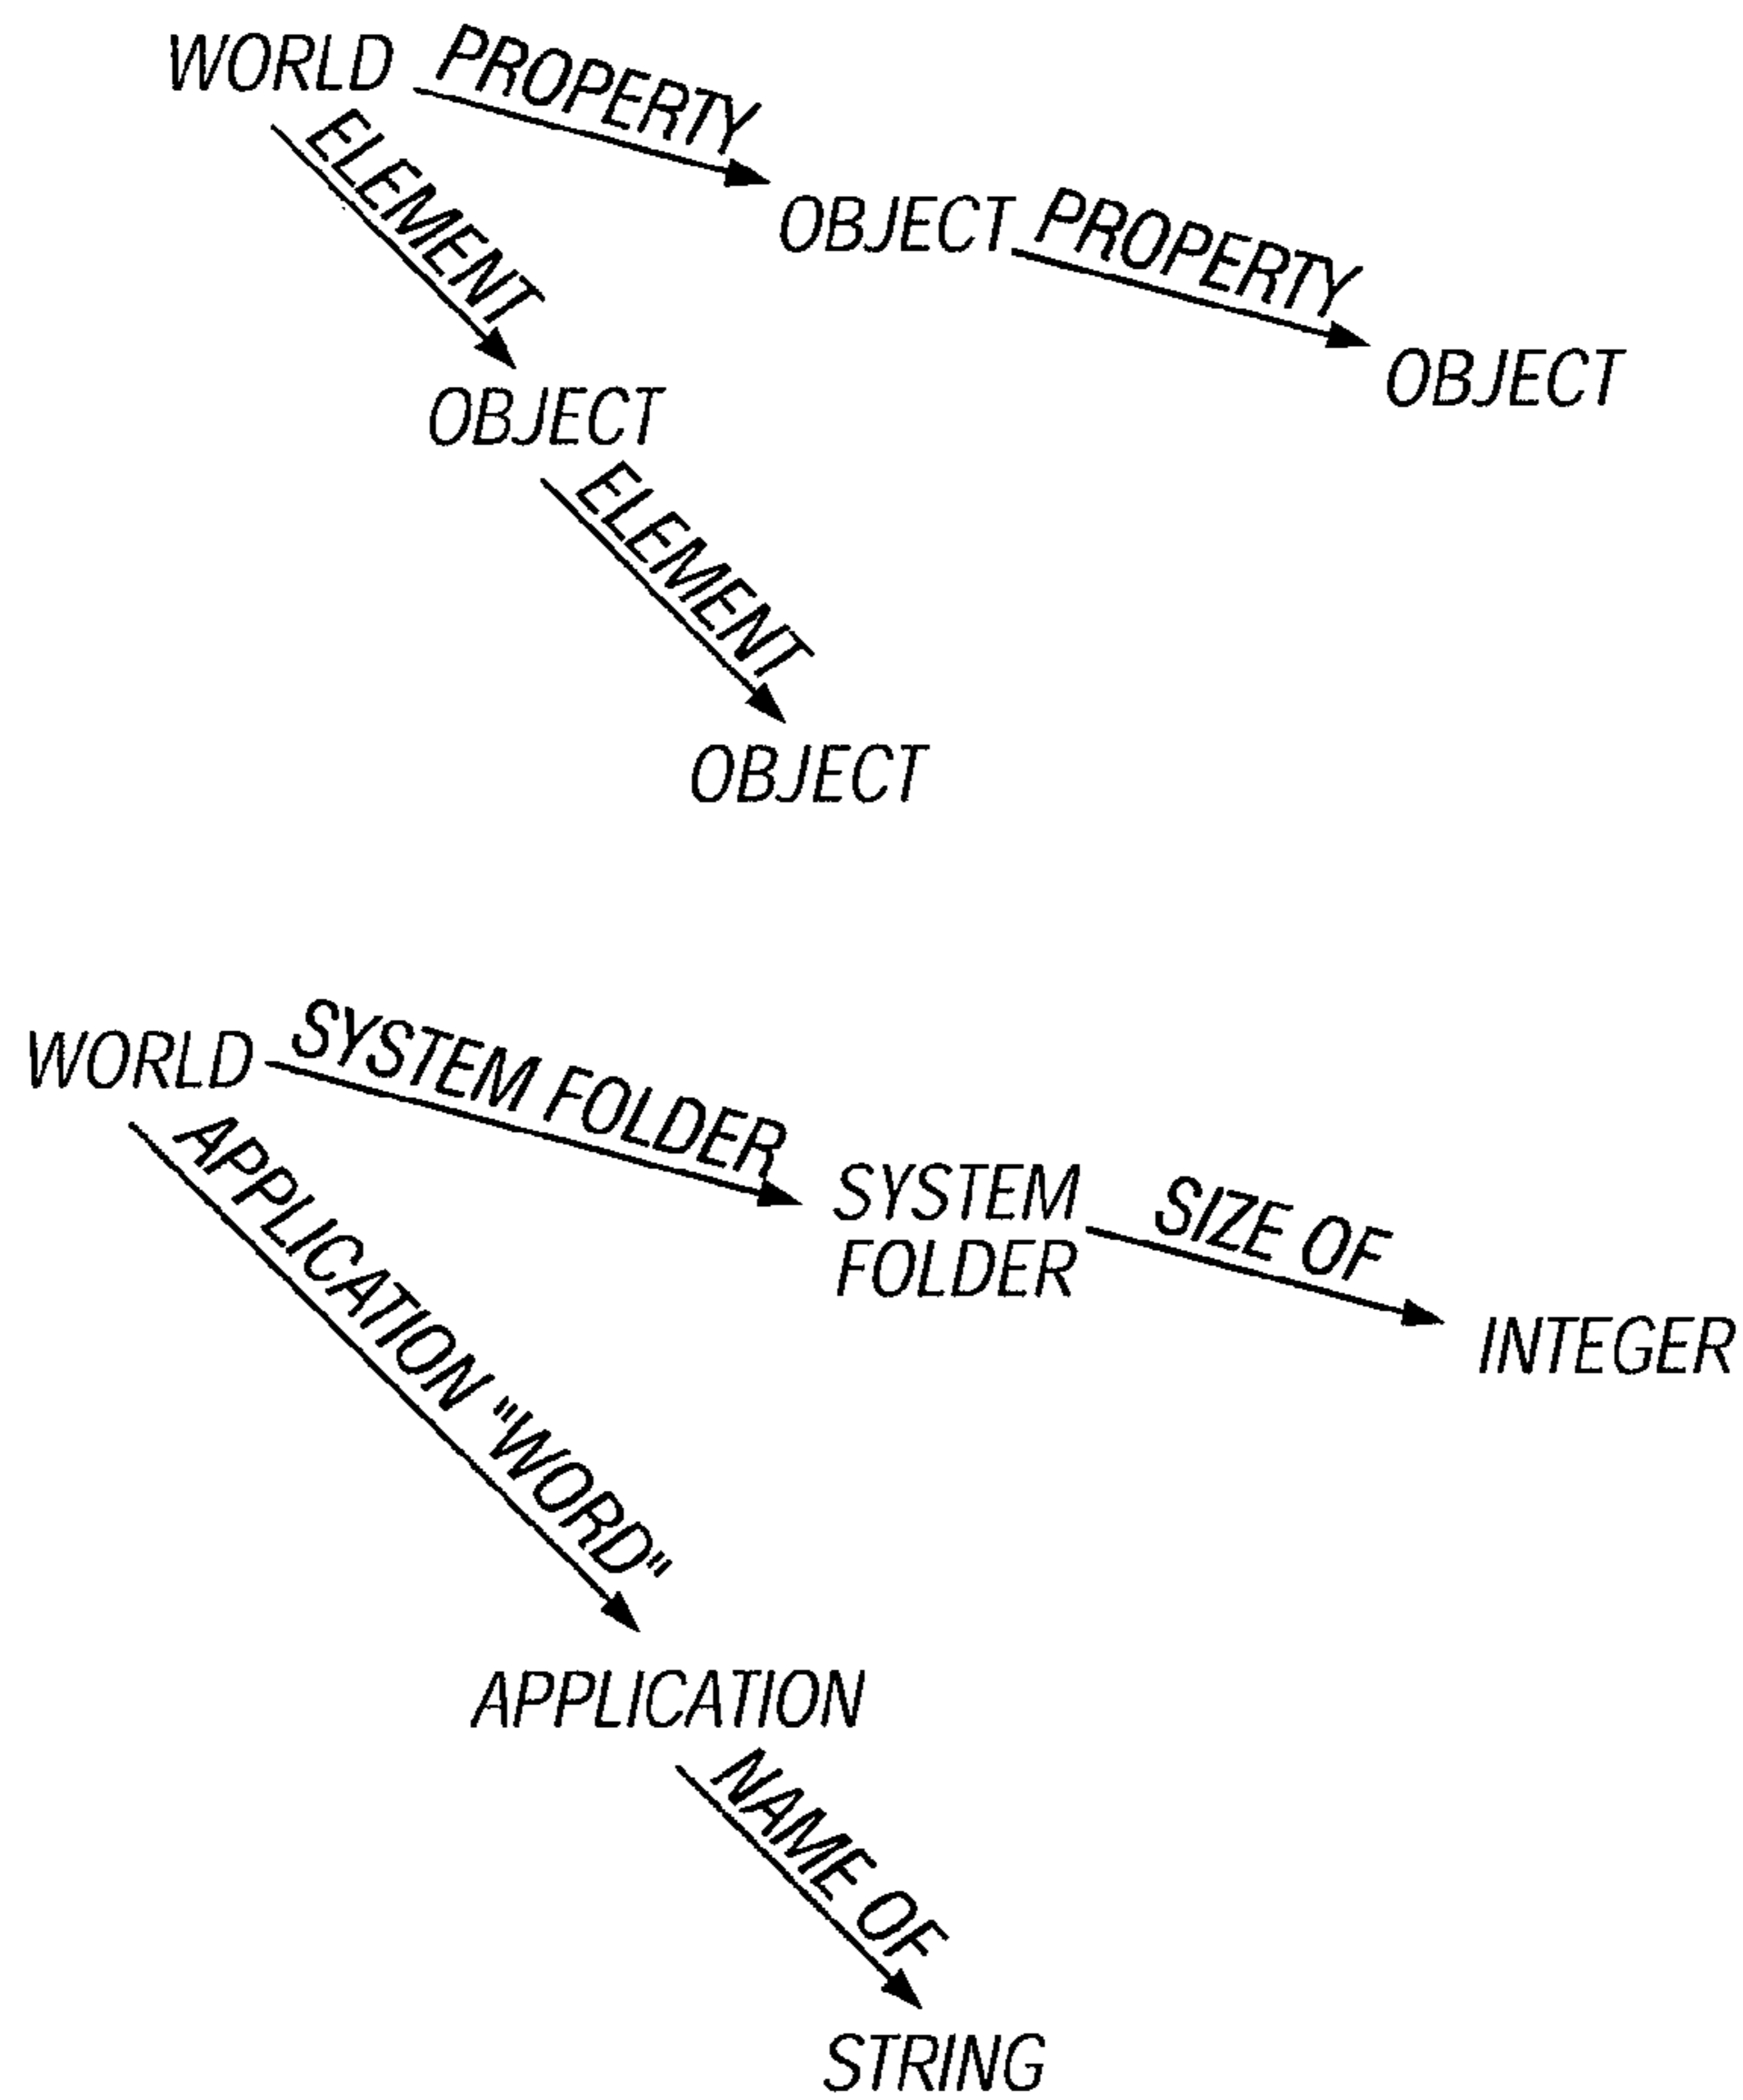 WORLD
PROPERTY
ELEMENT
OBJECT
PROPERTY
OBJECT
OBJECT
ELEMENT
OBJECT
WORLD
SYSTEM FOLDER
APPLICATION "WORD"
SYSTEM
FOLDER
SIZE OF
INTEGER
APPLICATION
NAME OF
STRING